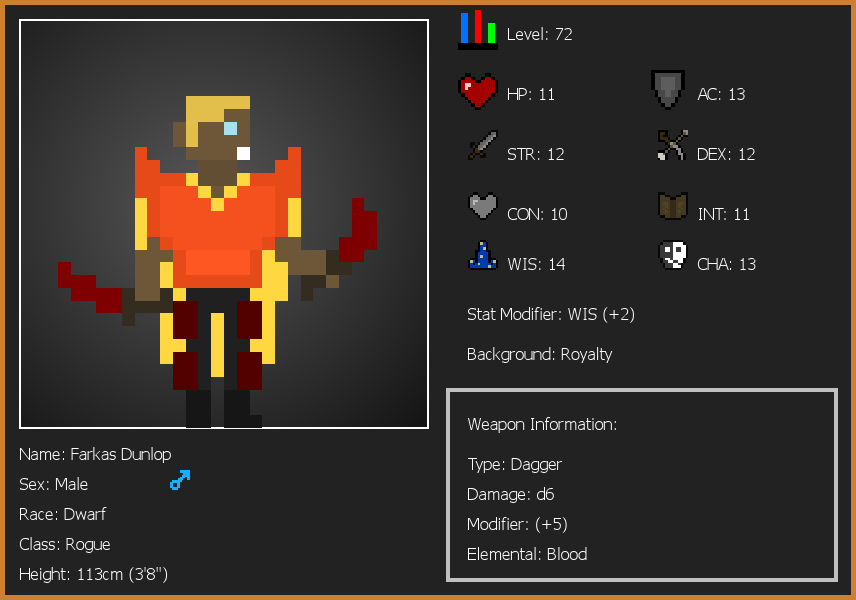 Level: 72
HP: 11
AC: 13
STR: 12
DEX: 12
CON: 10
INT: 11
WIS: 14
CHA: 13
Stat Modifier: WIS (+2)
Background: Royalty
Weapon Information:
Type: Dagger
Damage: d6
Modifier: (+5)
Elemental: Blood
Name: Farkas Dunlop
Sex: Male
Race: Dwarf
Class: Rogue
Height: 113cm (3'8")